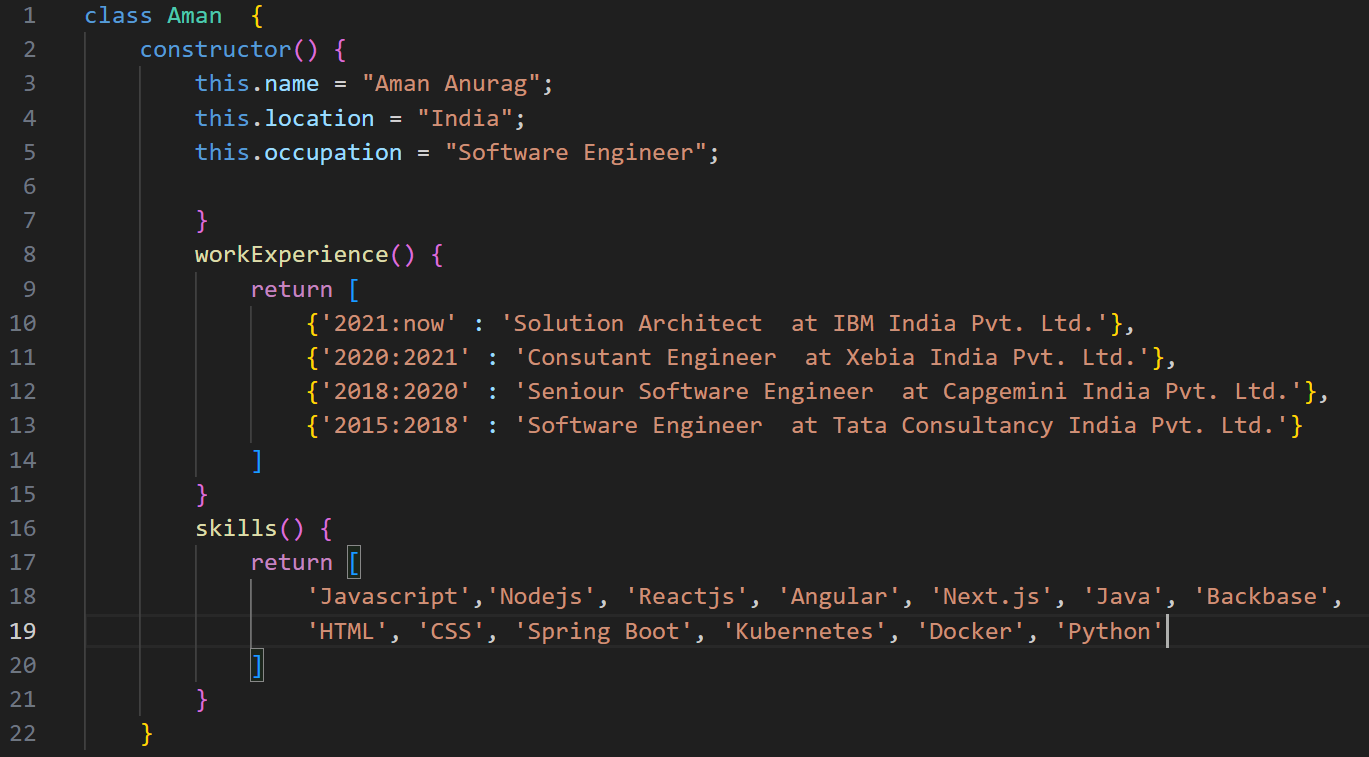 1 class Aman  {
2     constructor() {
3         this.name = "Aman Anurag";
4         this.location = "India";
5         this.occupation = "Software Engineer";
6
7         }
8         workExperience() {
9             return [
10                 {'2021:now' : 'Solution Architect  at IBM India Pvt. Ltd.'},
11                 {'2020:2021' : 'Consutant Engineer  at Xebia India Pvt. Ltd.'},
12                 {'2018:2020' : 'Seniour Software Engineer  at Capgemini India Pvt. Ltd.'},
13                 {'2015:2018' : 'Software Engineer  at Tata Consultancy India Pvt. Ltd.'}
14             ]
15         }
16         skills() {
17             return [
18                 'Javascript','Nodejs', 'Reactjs', 'Angular', 'Next.js', 'Java', 'Backbase',
19                 'HTML', 'CSS', 'Spring Boot', 'Kubernetes', 'Docker', 'Python'
20             ]
21         }
22     }